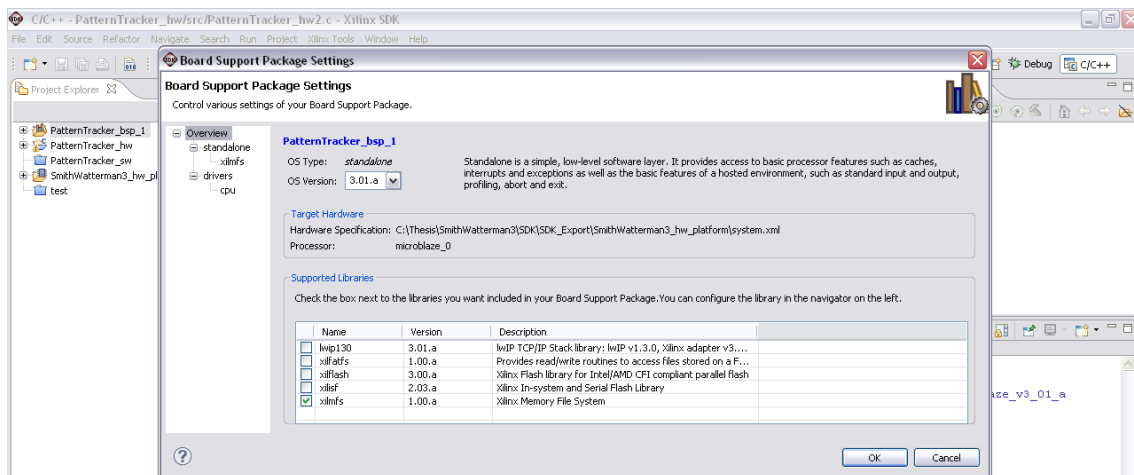 C/C++ - PatternTracker_hw/src/PatternTracker_hw2.c - Xilinx SDK
File Edit Source Refactor Navigate Search Run Project Xilinx Tools Window Help
Board Support Package Settings
Debug C/C++
Project Explorer
Board Support Package Settings
Control various settings of your Board Support Package.
PatternTracker_bsp_1
PatternTracker_hw
PatternTracker_sw
SmithWatterman3_hw_pl
test
Overview
standalone
xilmfs
drivers
cpu
PatternTracker_bsp_1
OS Type: standalone
OS Version: 3.01.a
Standalone is a simple, low-level software layer. It provides access to basic processor features such as caches,
interrupts and exceptions as well as the basic features of a hosted environment, such as standard input and output,
profiling, abort and exit.
Target Hardware
Hardware Specification: C:\Thesis\SmithWatterman3\SDK\SDK_Export\SmithWatterman3_hw_platform\system.xml
Processor: microblaze_0
Supported Libraries
Check the box next to the libraries you want included in your Board Support Package.You can configure the library in the navigator on the left.
Name Version Description
lwip130 3.01.a lwIP TCP/IP Stack library: lwIP v1.3.0, Xilinx adapter v3....
xilfatfs 1.00.a Provides read/write routines to access files stored on a F...
xilflash 3.00.a Xilinx Flash library for Intel/AMD CFI compliant parallel flash
xilisf 2.03.a Xilinx In-system and Serial Flash Library
xilmfs 1.00.a Xilinx Memory File System
aze_v3_01_a
OK Cancel